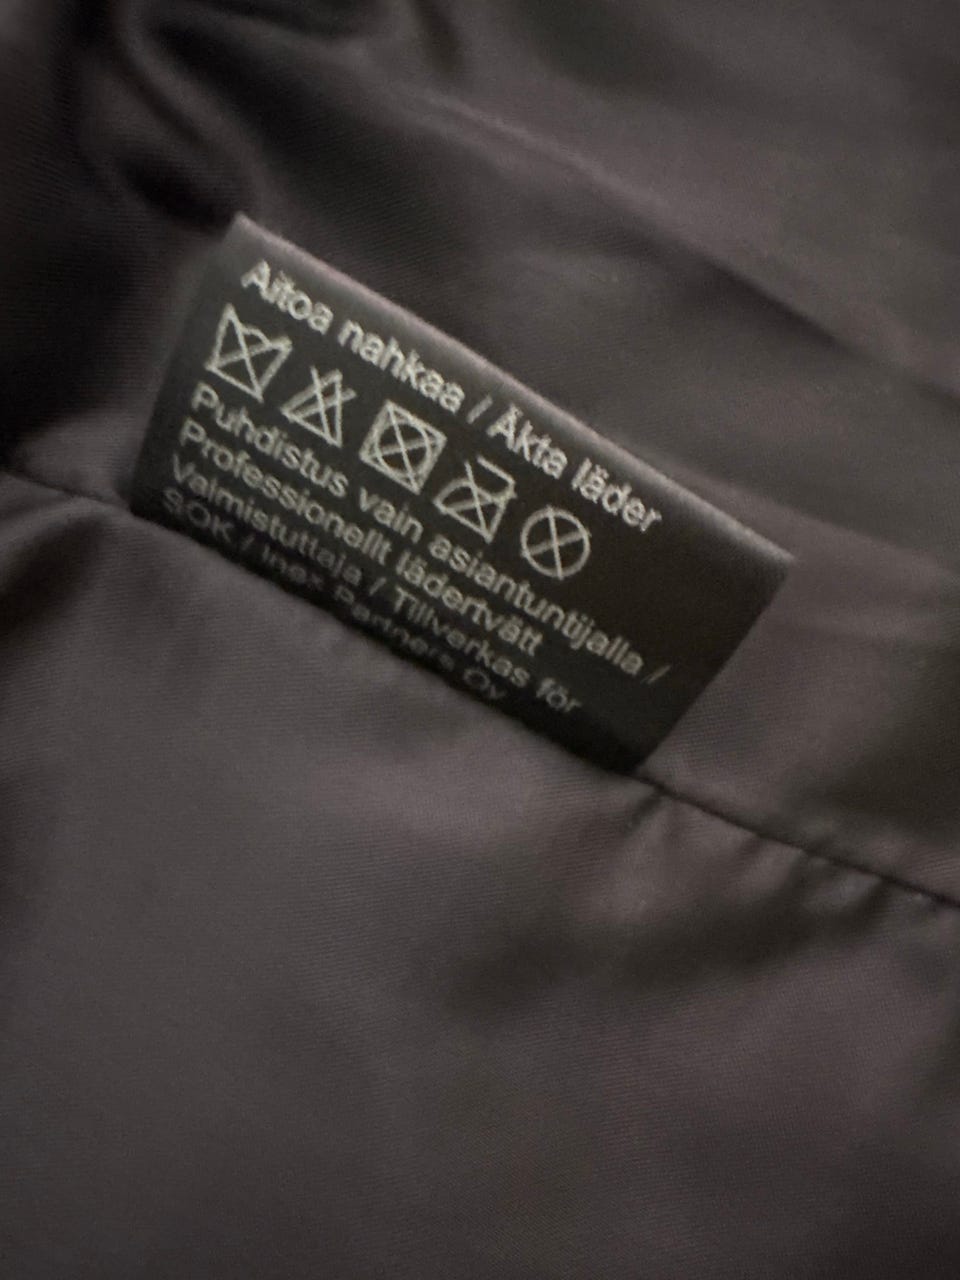 Aitoa nahkaa / Äkta läder
Puhdistus vain asiantuntijalla /
Professionellt lädertvätt
Valmistuttaja / Tillverkas för
SOK / Inex Partners Oy